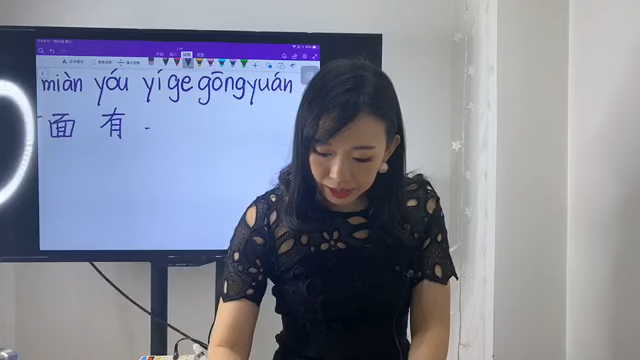 miàn yóu yí ge gōngyuán
面 有 -